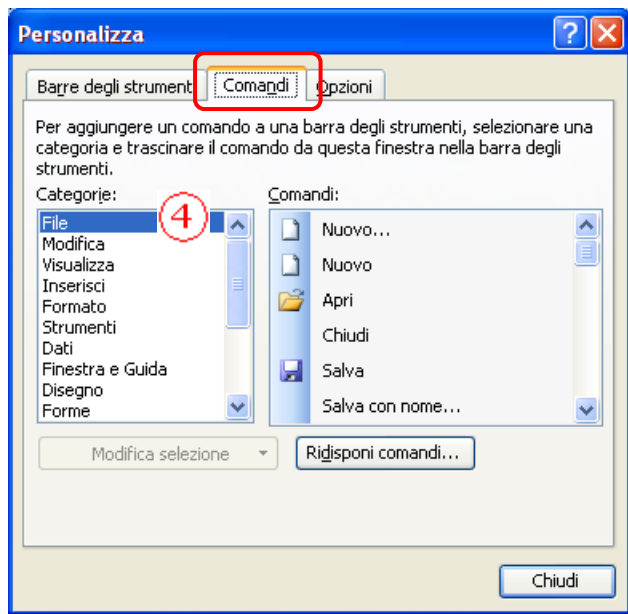 Personalizza
Barre degli strument
Comandi
Opzioni
Per aggiungere un comando a una barra degli strumenti, selezionare una
categoria e trascinare il comando da questa finestra nella barra degli
strumenti.
Categorie:
Comandi:
File
4
Modifica
Visualizza
Inserisci
Formato
Strumenti
Dati
Finestra e Guida
Disegno
Forme
Nuovo...
Nuovo
Apri
Chiudi
Salva
Salva con nome...
Modifica selezione
Ridisponi comandi...
Chiudi